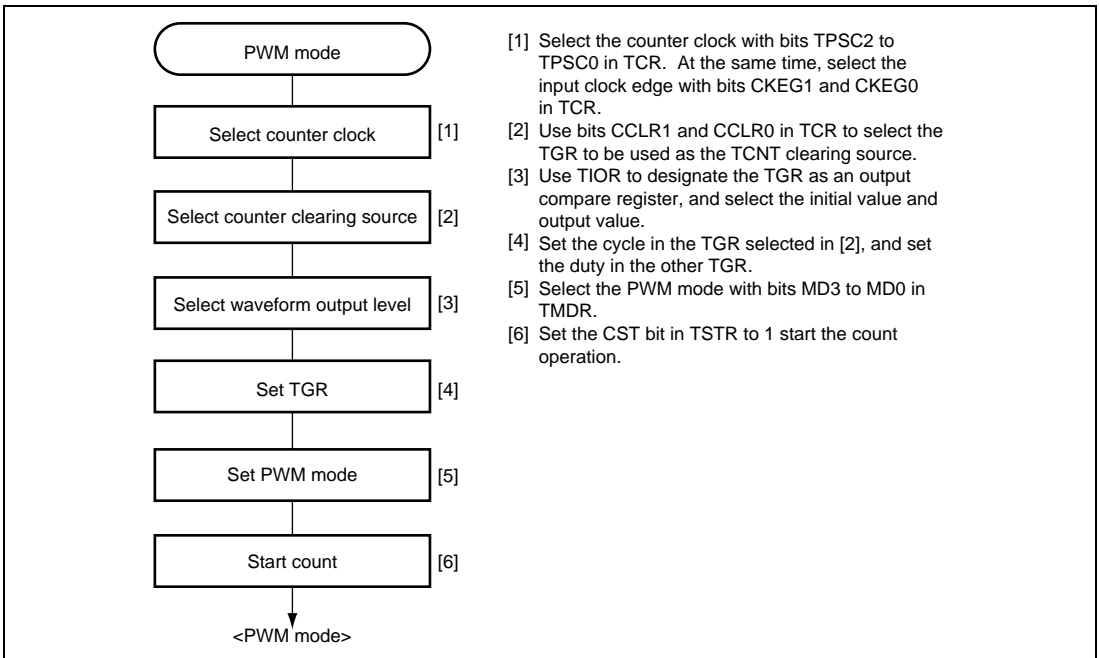 PWM mode
Select counter clock
[1]
Select counter clearing source
[2]
Select waveform output level
[3]
Set TGR
[4]
Set PWM mode
[5]
Start count
[6]
<PWM mode>
[1] Select the counter clock with bits TPSC2 to
TPSC0 in TCR. At the same time, select the
input clock edge with bits CKEG1 and CKEG0
in TCR.
[2] Use bits CCLR1 and CCLR0 in TCR to select the
TGR to be used as the TCNT clearing source.
[3] Use TIOR to designate the TGR as an output
compare register, and select the initial value and
output value.
[4] Set the cycle in the TGR selected in [2], and set
the duty in the other TGR.
[5] Select the PWM mode with bits MD3 to MD0 in
TMDR.
[6] Set the CST bit in TSTR to 1 start the count
operation.